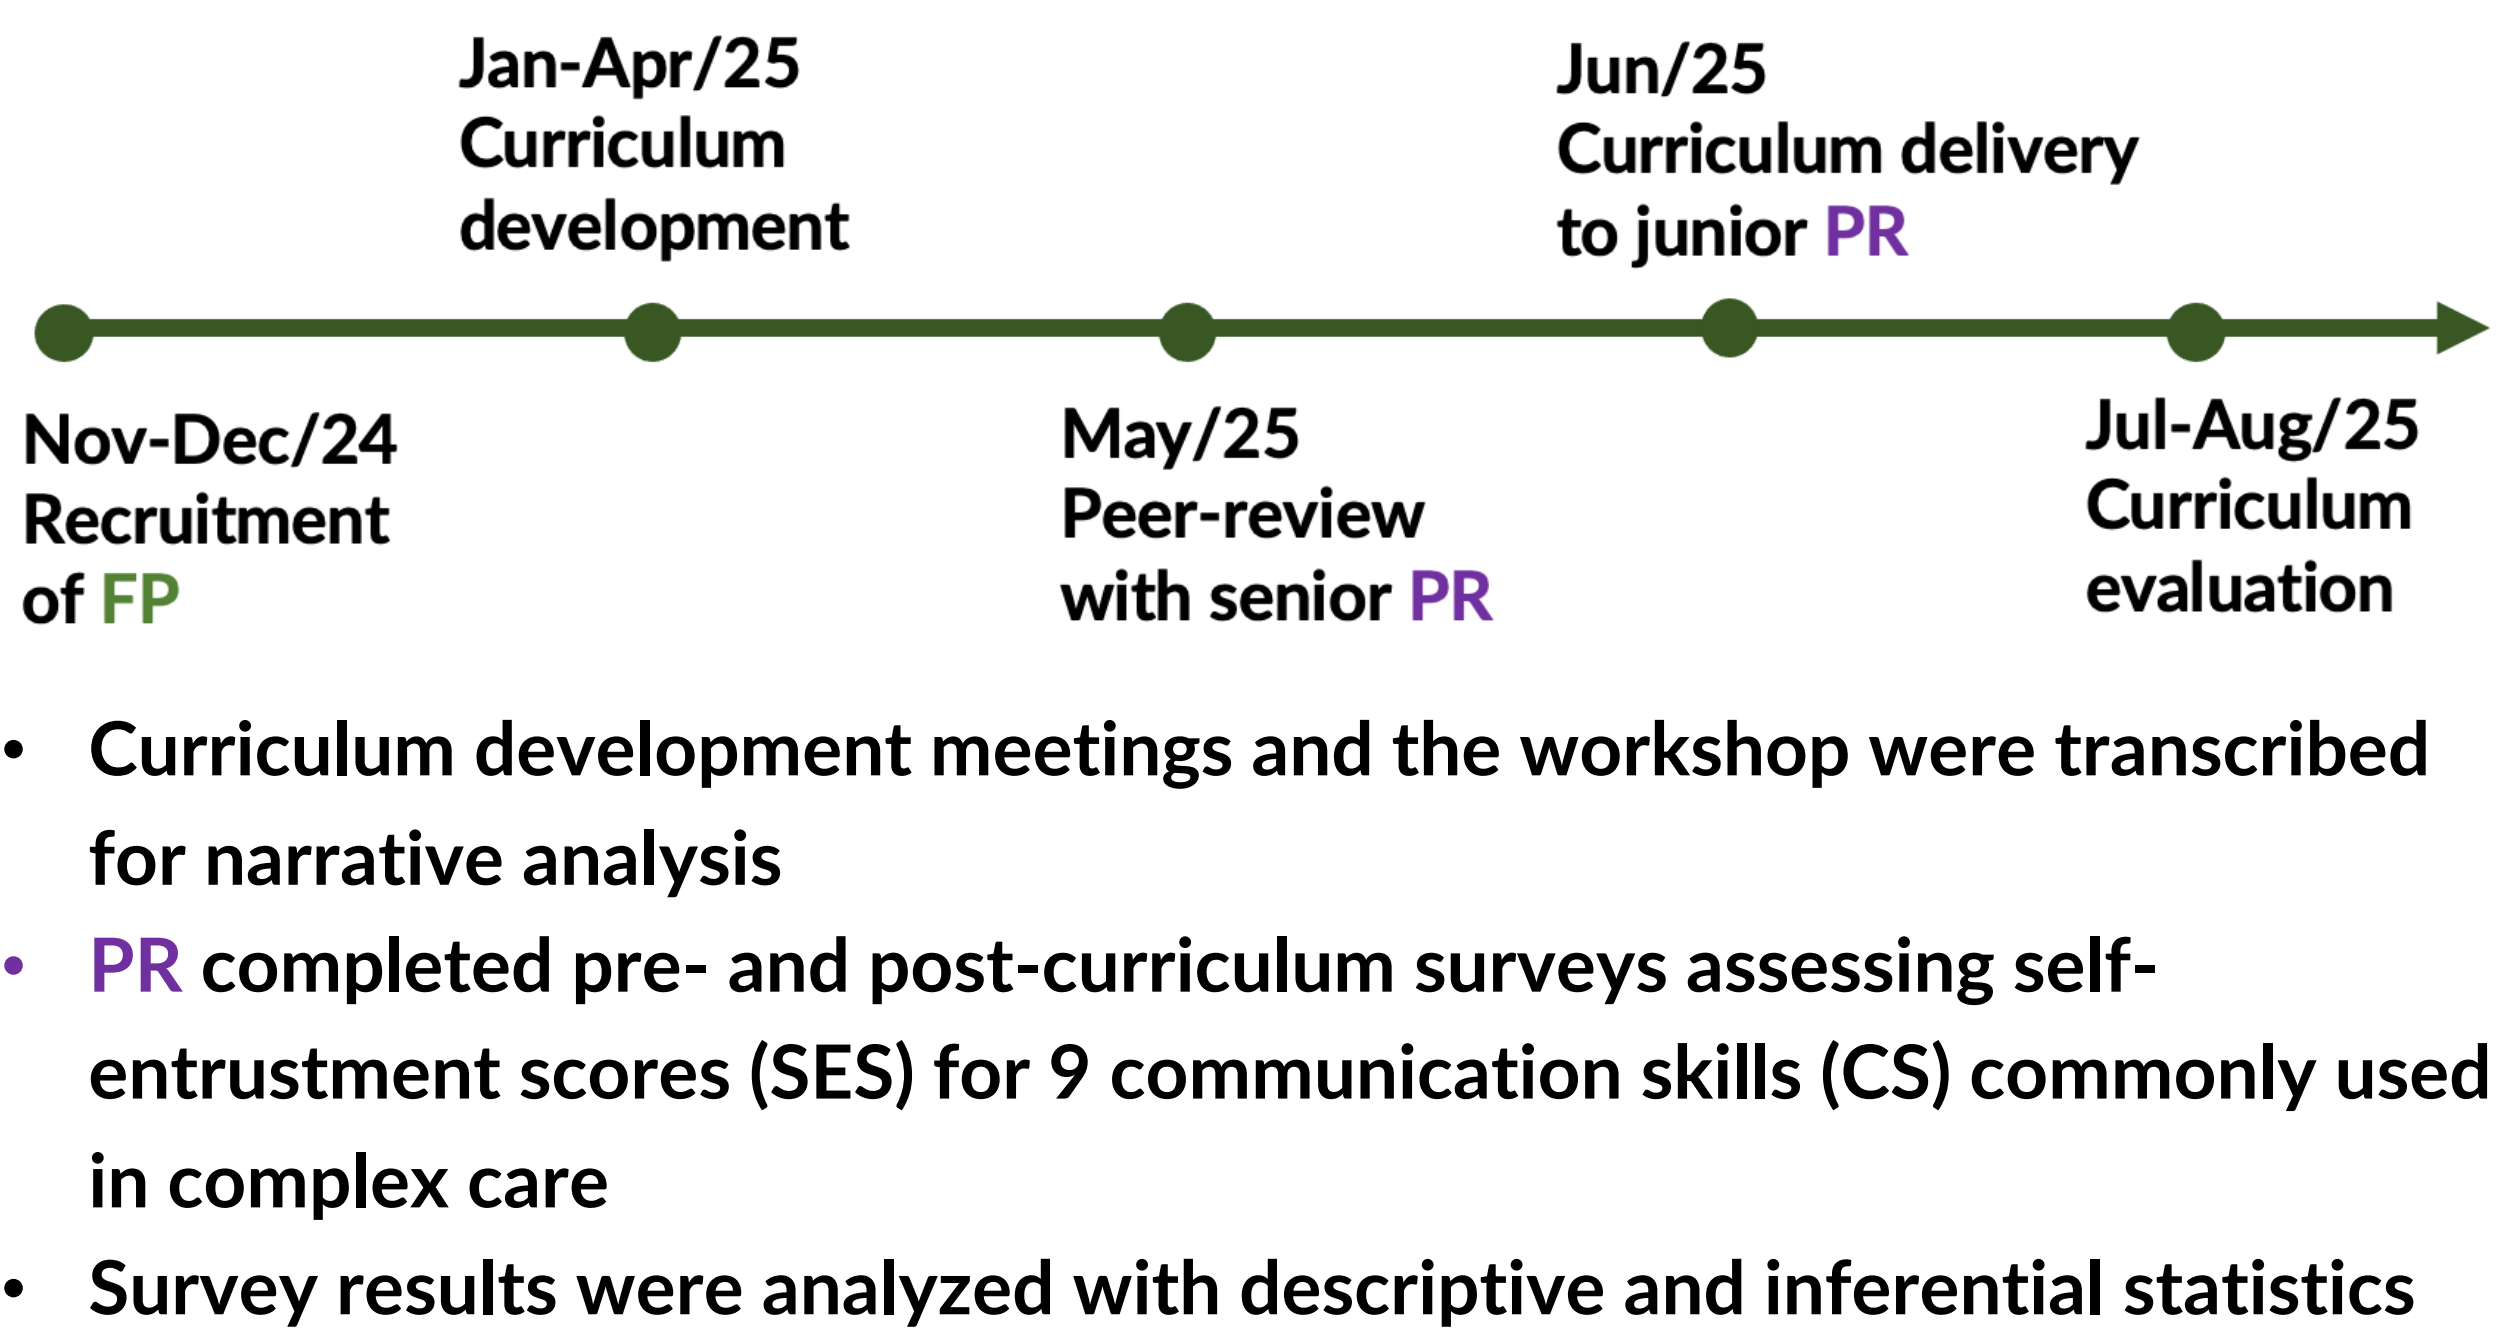 Jan-Apr/25
Curriculum
development
Jun/25
Curriculum delivery
to junior PR
Nov-Dec/24
Recruitment
of FP
May/25
Peer-review
with senior PR
Jul-Aug/25
Curriculum
evaluation
• Curriculum development meetings and the workshop were transcribed
for narrative analysis
• PR completed pre- and post-curriculum surveys assessing self-
entrustment scores (SES) for 9 communication skills (CS) commonly used
in complex care
• Survey results were analyzed with descriptive and inferential statistics